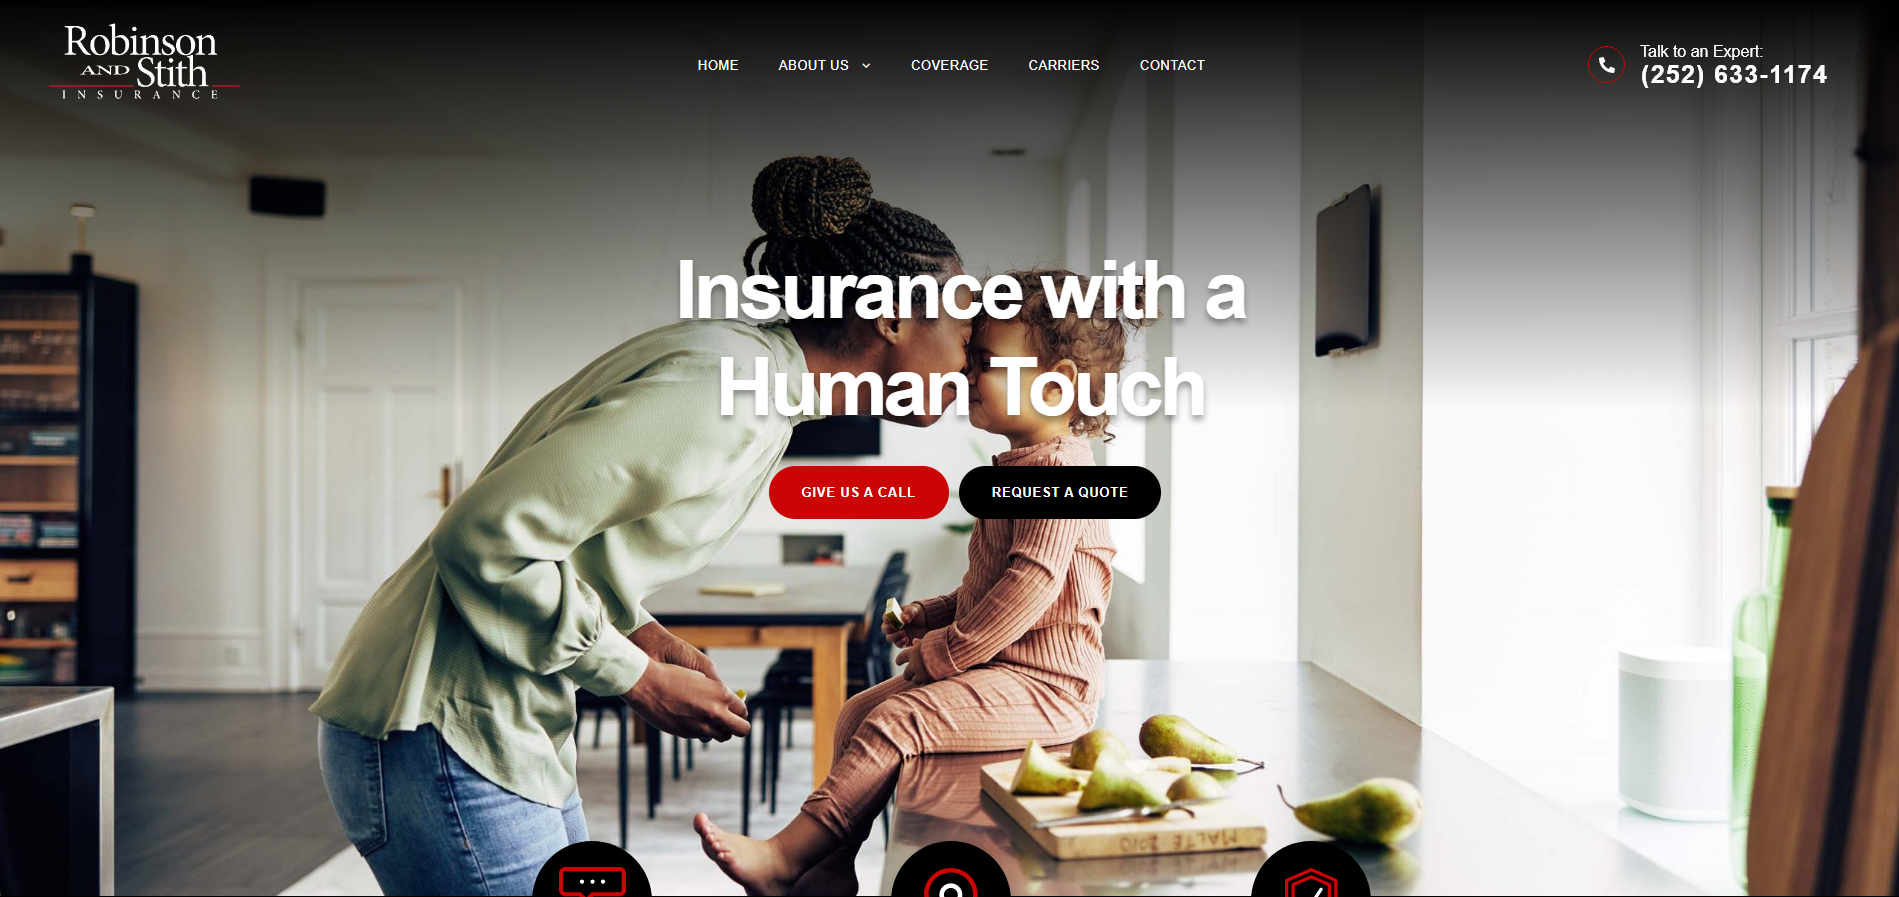 Robinson
AND Stith
INSURANCE
HOME
ABOUT US
COVERAGE
CARRIERS
CONTACT
Talk to an Expert:
(252) 633-1174
Insurance with a
Human Touch
GIVE US A CALL
REQUEST A QUOTE